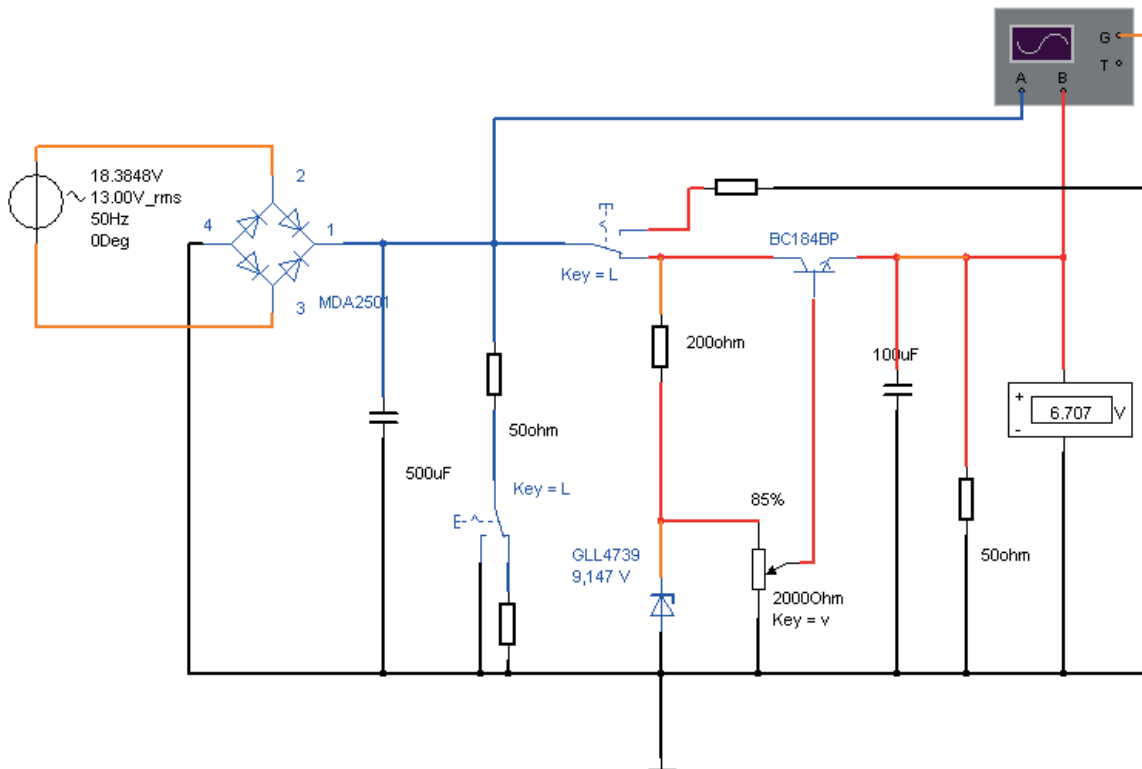 G
T
A B
18.3848V
13.00V_rms
50Hz
0Deg
2
4
1
3
MDA2501
E-
Key = L
BC184BP
200ohm
100uF
+
-
6.707
V
50ohm
500uF
Key = L
E-
85%
GLL4739
9,147 V
2000Ohm
Key = v
50ohm